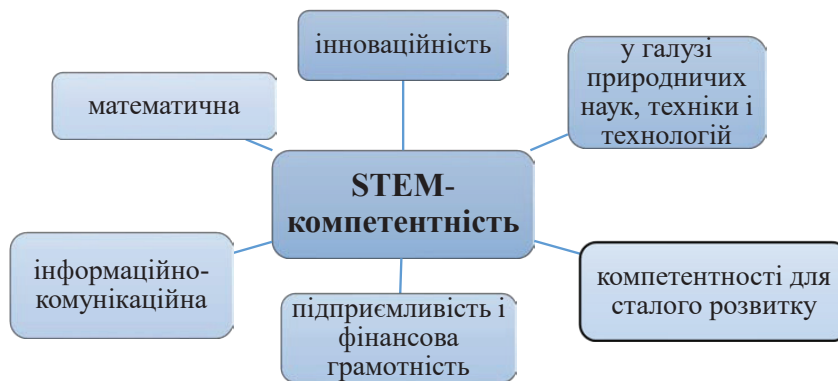 інноваційність
у галузі
природничих
наук, техніки і
технологій
математична
STEM-
компетентність
інформаційно-
комунікаційна
підприємливість і
фінансова
грамотність
компетентності для
сталого розвитку